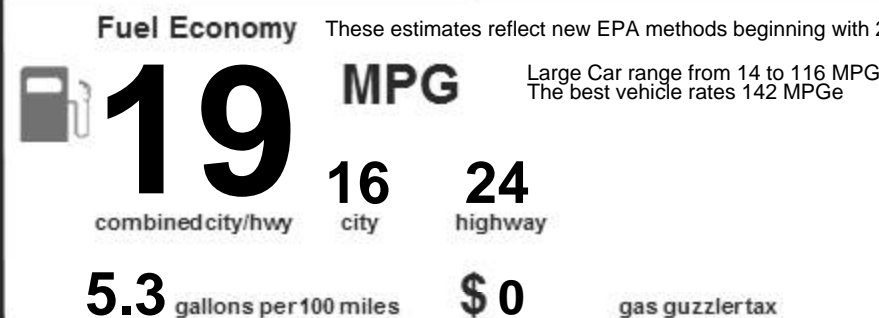 Fuel Economy These estimates reflect new EPA methods beginning with 2
19 MPG Large Car range from 14 to 116 MPG
The best vehicle rates 142 MPGe
16 24
combined city/hwy city highway
5.3 gallons per 100 miles $ 0 gas guzzler tax